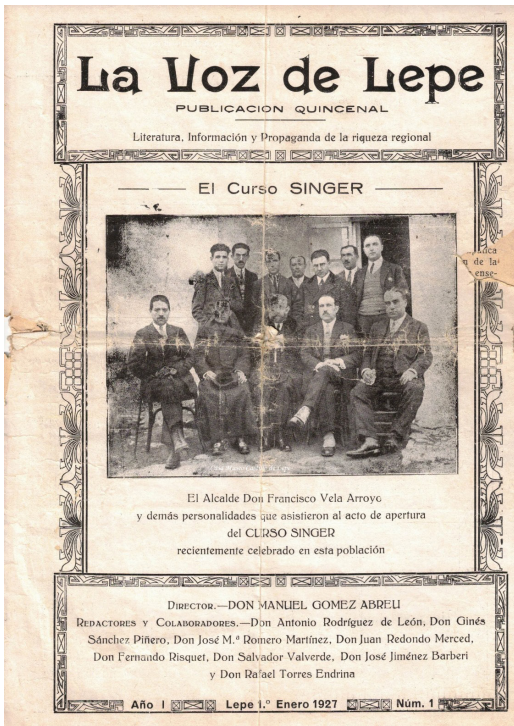 La Voz de Lepe
PUBLICACION QUINCENAL
Literatura, Información y Propaganda de la riqueza regional
El Curso SINGER
El Alcalde Don Francisco Vela Arroyo
y demás personalidades que asistieron al acto de apertura
del CURSO SINGER
recientemente celebrado en esta población
DIRECTOR.—DON MANUEL GOMEZ ABREU
REDACTORES Y COLABORADORES.—Don Antonio Rodríguez de León, Don Ginés
Sánchez Piñero, Don José M.ª Romero Martínez, Don Juan Redondo Merced,
Don Fernando Risquet, Don Salvador Valverde, Don José Jiménez Barberi
y Don Rafael Torres Endrina
Año I Lepe 1.º Enero 1927 Núm. 1